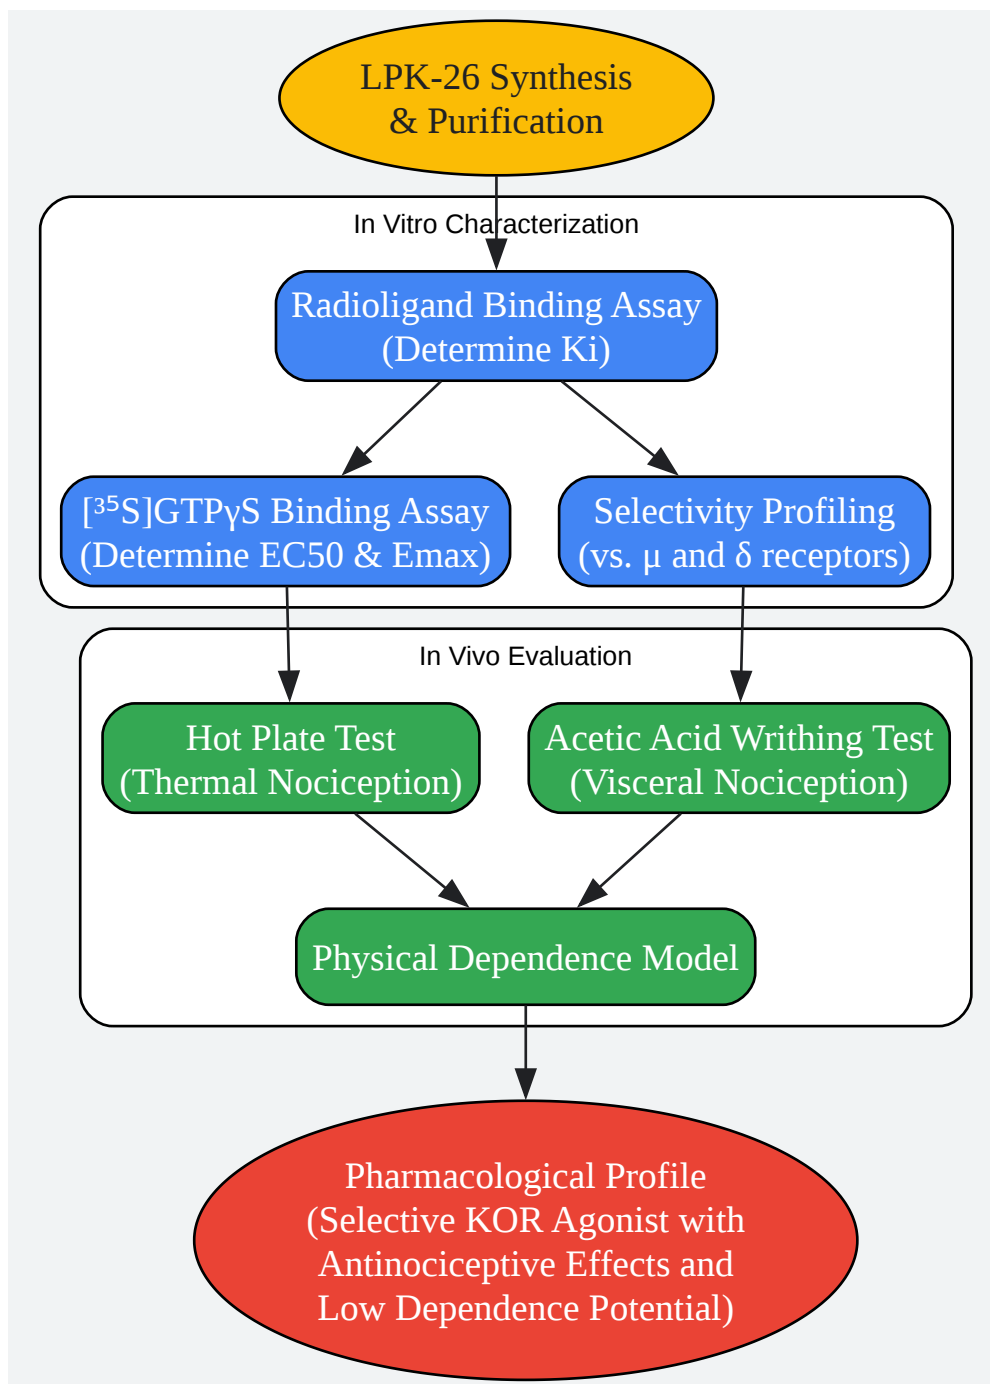 LPK-26 Synthesis
& Purification
In Vitro Characterization
Radioligand Binding Assay
(Determine Ki)
[³⁵S]GTPγS Binding Assay
(Determine EC50 & Emax)
Selectivity Profiling
(vs. μ and δ receptors)
In Vivo Evaluation
Hot Plate Test
(Thermal Nociception)
Acetic Acid Writhing Test
(Visceral Nociception)
Physical Dependence Model
Pharmacological Profile
(Selective KOR Agonist with
Antinociceptive Effects and
Low Dependence Potential)